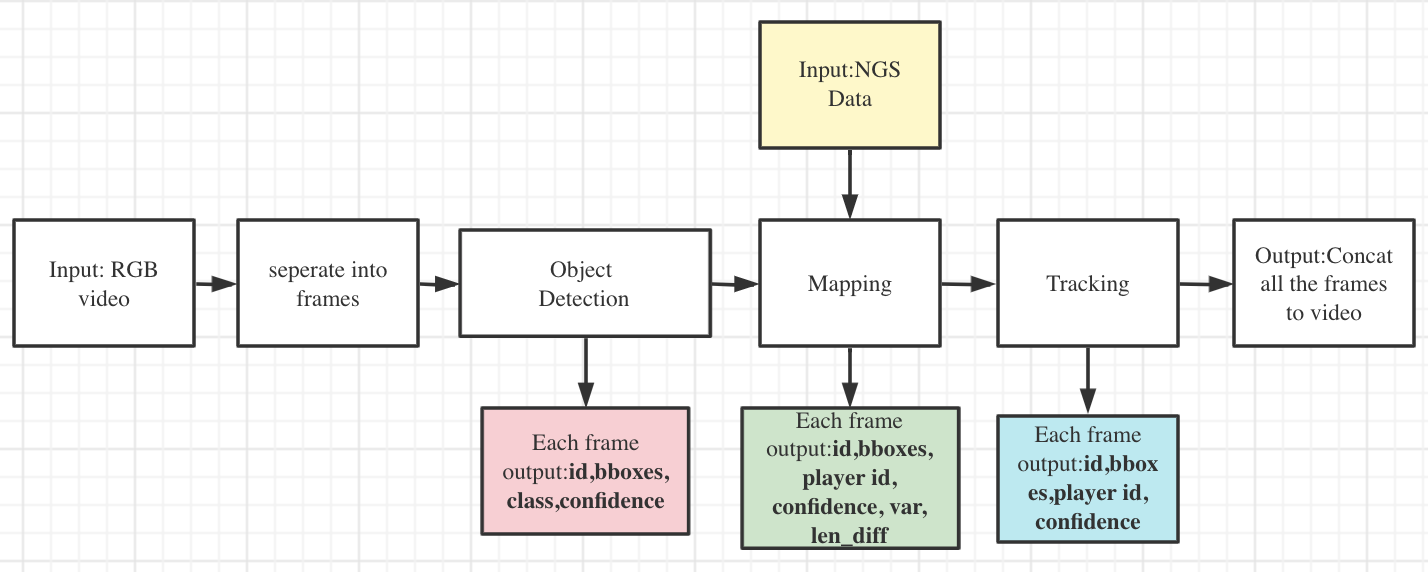 Input:NGS
Data
Input: RGB
video
seperate into
frames
Object
Detection
Mapping
Tracking
Output:Concat
all the frames
to video
Each frame
output:id,bboxes,
class,confidence
Each frame
output:id,bboxes,
player id,
confidence, var,
len_diff
Each frame
output:id,bbox
es,player id,
confidence